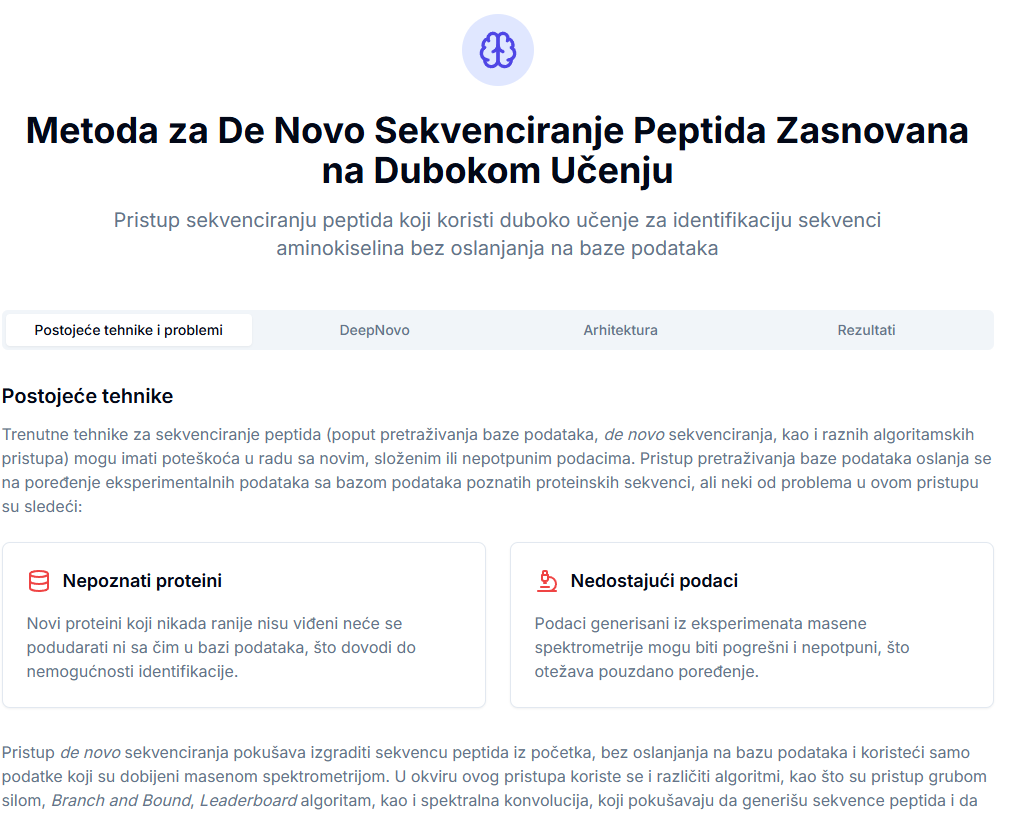 Metoda za De Novo Sekvenciranje Peptida Zasnovana
na Dubokom Učenju
Pristup sekvenciranju peptida koji koristi duboko učenje za identifikaciju sekvenci
aminokiselina bez oslanjanja na baze podataka
Postojeće tehnike i problemi
DeepNovo
Arhitektura
Rezultati
Postojeće tehnike
Trenutne tehnike za sekvenciranje peptida (poput pretraživanja baze podataka, de novo sekvenciranja, kao i raznih algoritamskih
pristupa) mogu imati poteškoća u radu sa novim, složenim ili nepotpunim podacima. Pristup pretraživanja baze podataka oslanja se
na poređenje eksperimentalnih podataka sa bazom podataka poznatih proteinskih sekvenci, ali neki od problema u ovom pristupu
su sledeći:
Nepoznati proteini
Novi proteini koji nikada ranije nisu viđeni neće se
podudarati ni sa čim u bazi podataka, što dovodi do
nemogućnosti identifikacije.
Nedostajući podaci
Podaci generisani iz eksperimenata masene
spektrometrije mogu biti pogrešni i nepotpuni, što
otežava pouzdano poređenje.
Pristup de novo sekvenciranja pokušava izgraditi sekvencu peptida iz početka, bez oslanjanja na bazu podataka i koristeći samo
podatke koji su dobijeni masenom spektrometrijom. U okviru ovog pristupa koriste se i različiti algoritmi, kao što su pristup grubom
silom, Branch and Bound, Leaderboard algoritam, kao i spektralna konvolucija, koji pokušavaju da generišu sekvence peptida i da